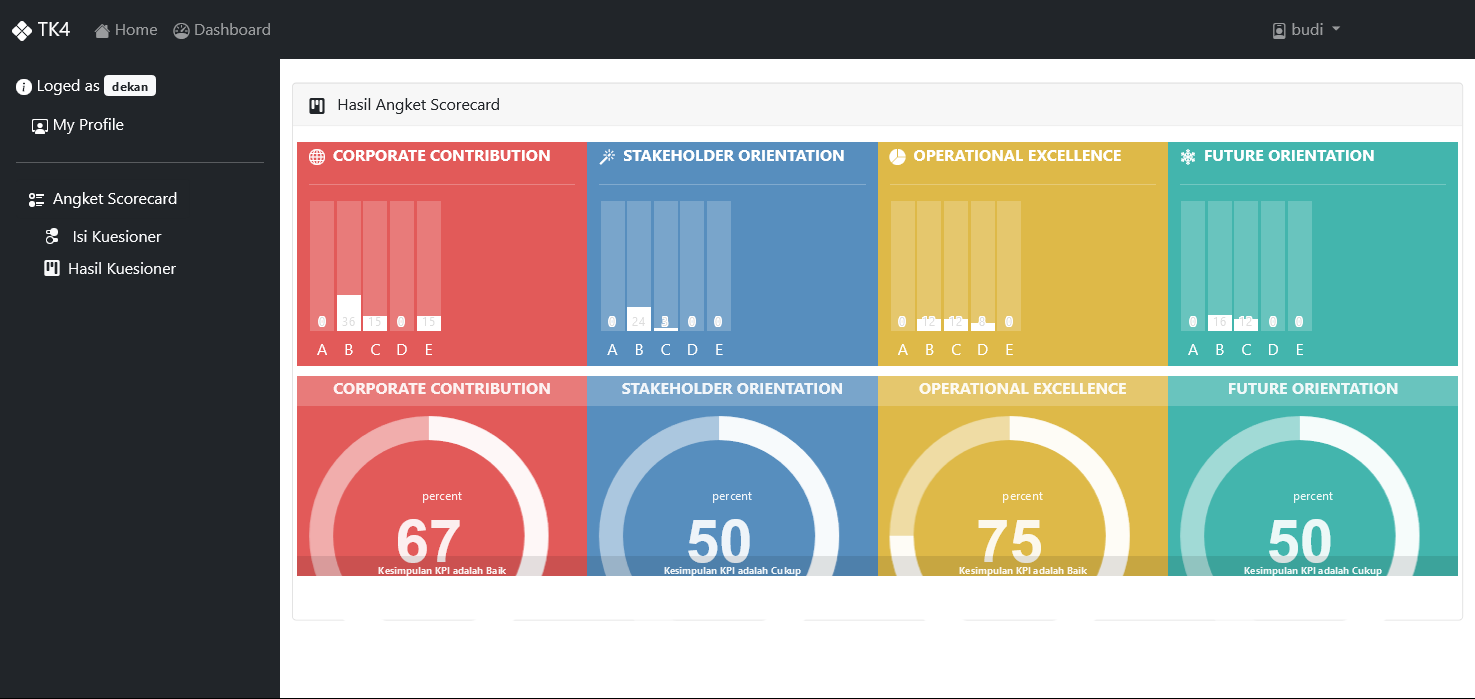 TK4 Home Dashboard budi
Loged as dekan
My Profile
Angket Scorecard
Isi Kuesioner
Hasil Kuesioner
Hasil Angket Scorecard
CORPORATE CONTRIBUTION STAKEHOLDER ORIENTATION OPERATIONAL EXCELLENCE FUTURE ORIENTATION
0 36 15 0 15 0 24 3 0 0 0 12 12 8 0 0 16 12 0 0
A B C D E A B C D E A B C D E A B C D E
CORPORATE CONTRIBUTION STAKEHOLDER ORIENTATION OPERATIONAL EXCELLENCE FUTURE ORIENTATION
percent percent percent percent
67 50 75 50
Kesimpulan KPI adalah Baik Kesimpulan KPI adalah Cukup Kesimpulan KPI adalah Baik Kesimpulan KPI adalah Cukup